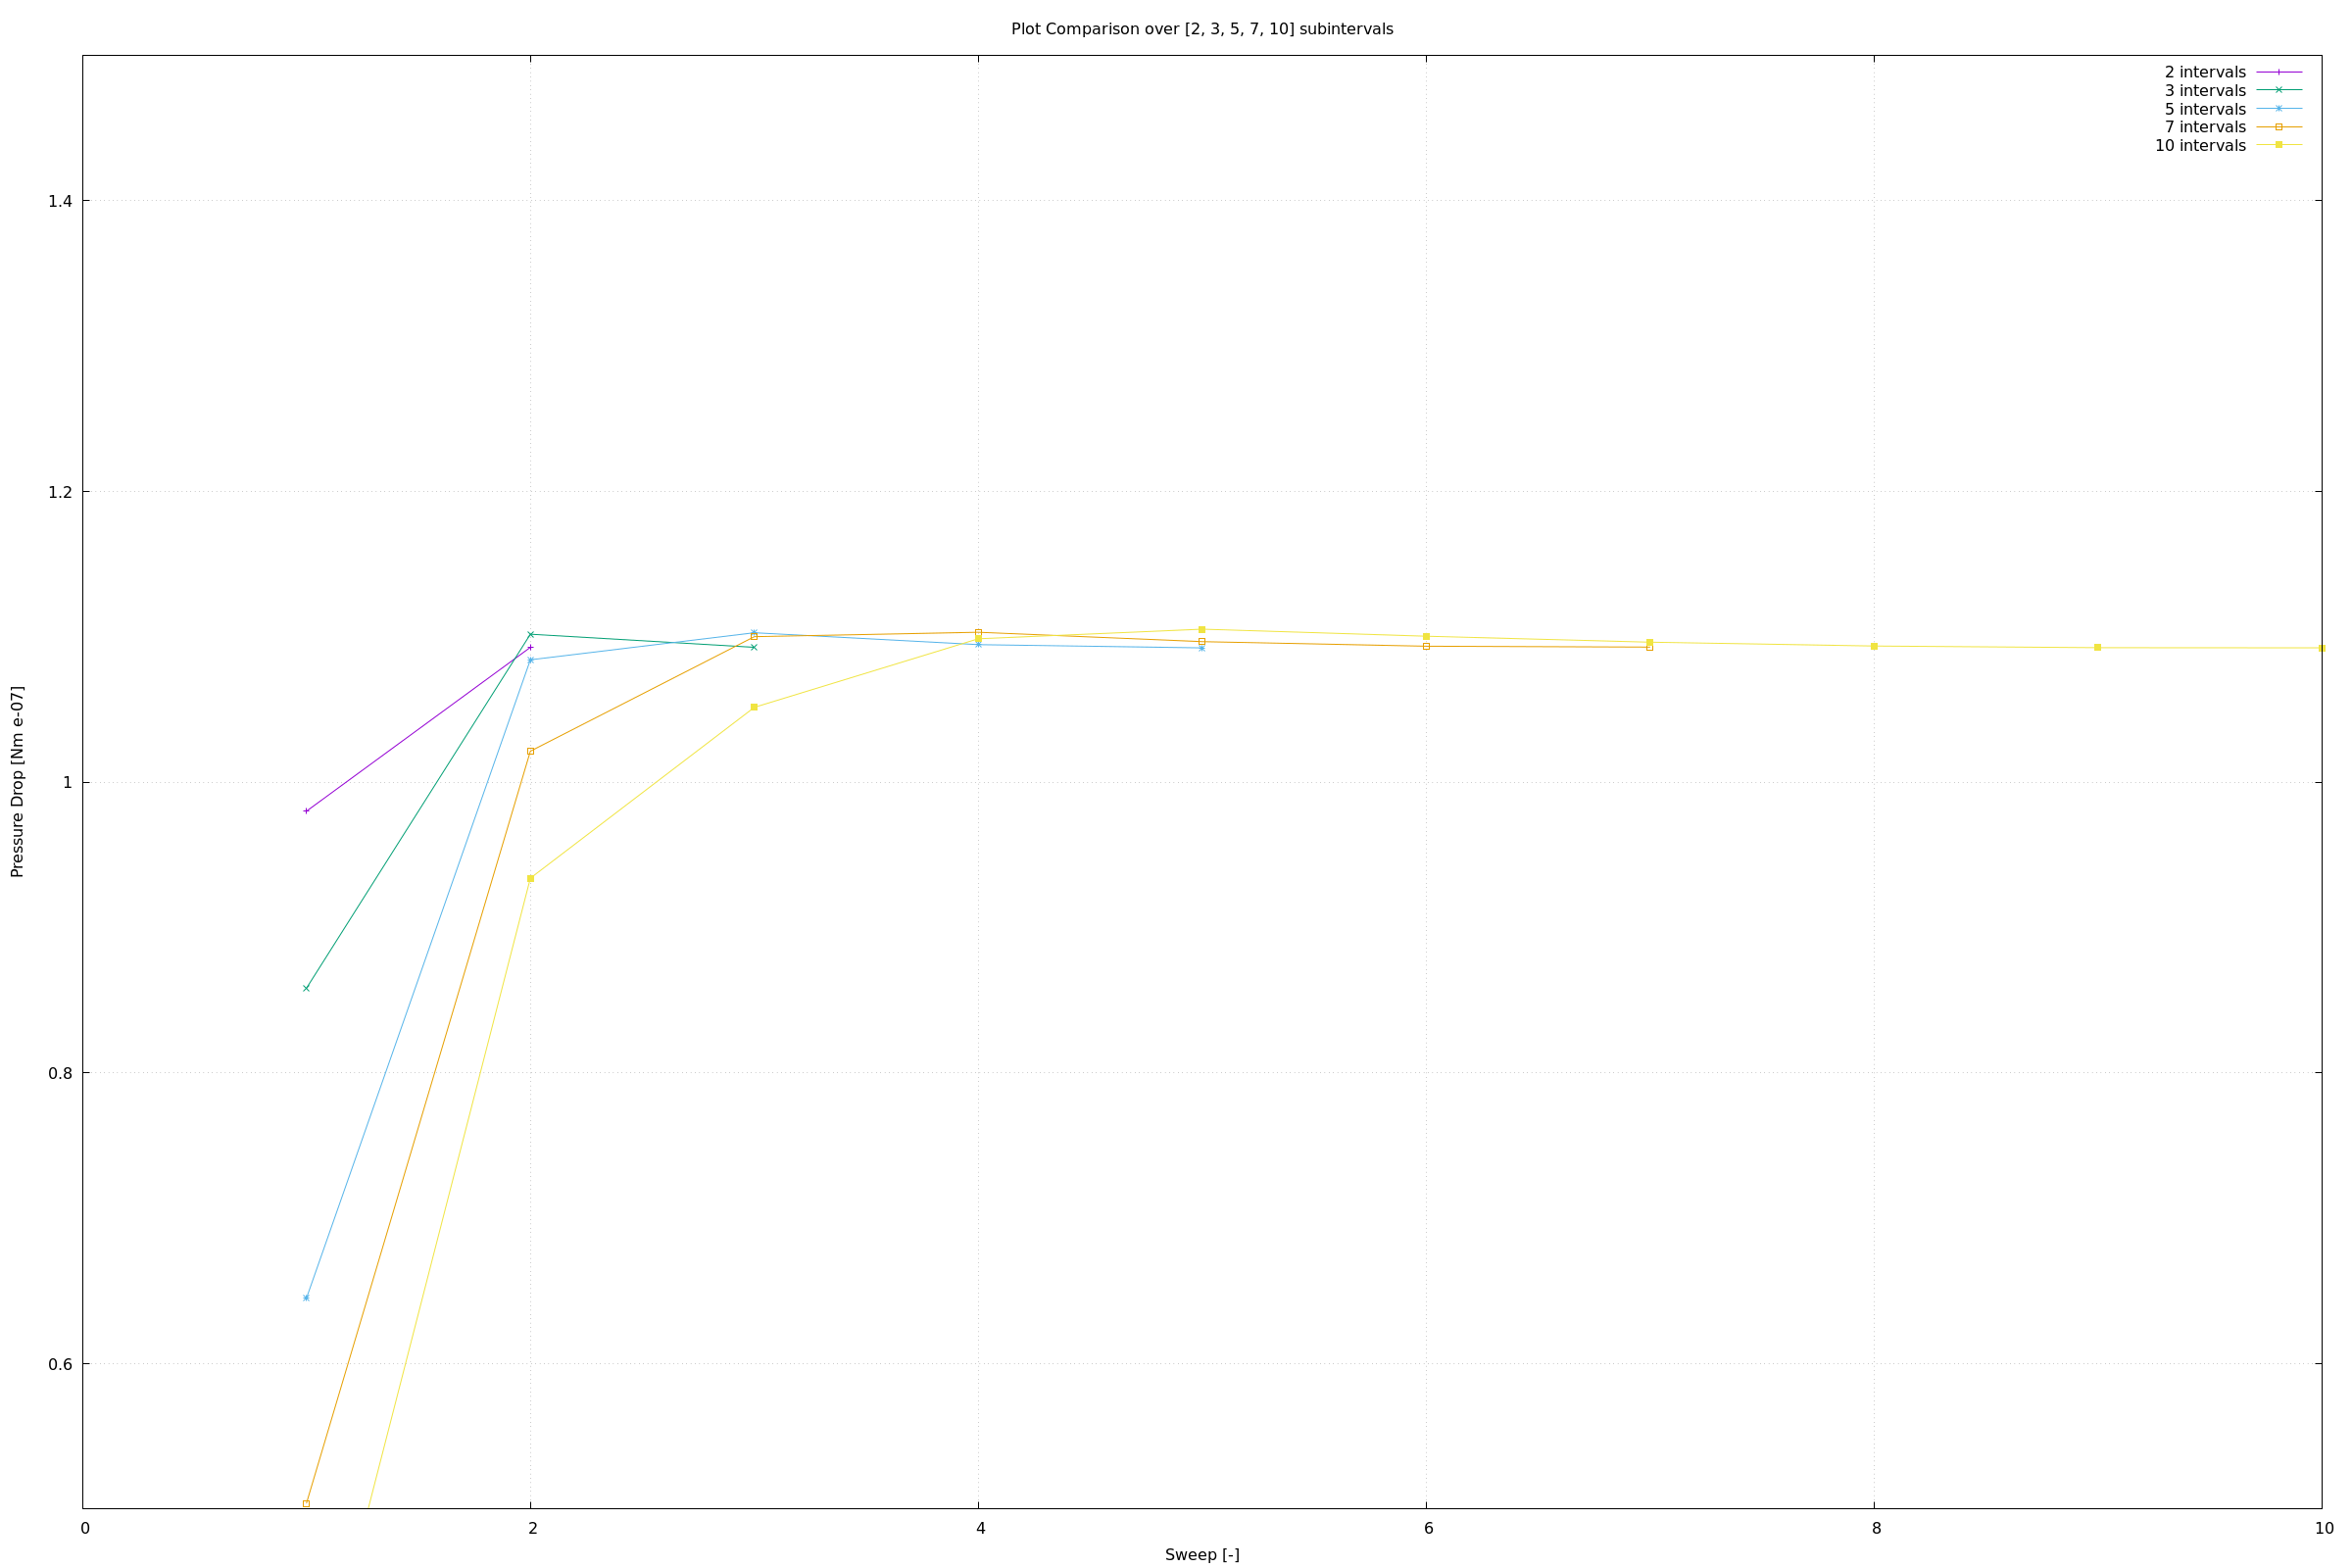 Plot Comparison over [2, 3, 5, 7, 10] subintervals
2 intervals
3 intervals
5 intervals
7 intervals
10 intervals
1.4
1.2
1
0.8
0.6
Pressure Drop [Nm e-07]
0 2 4 6 8 10
Sweep [-]